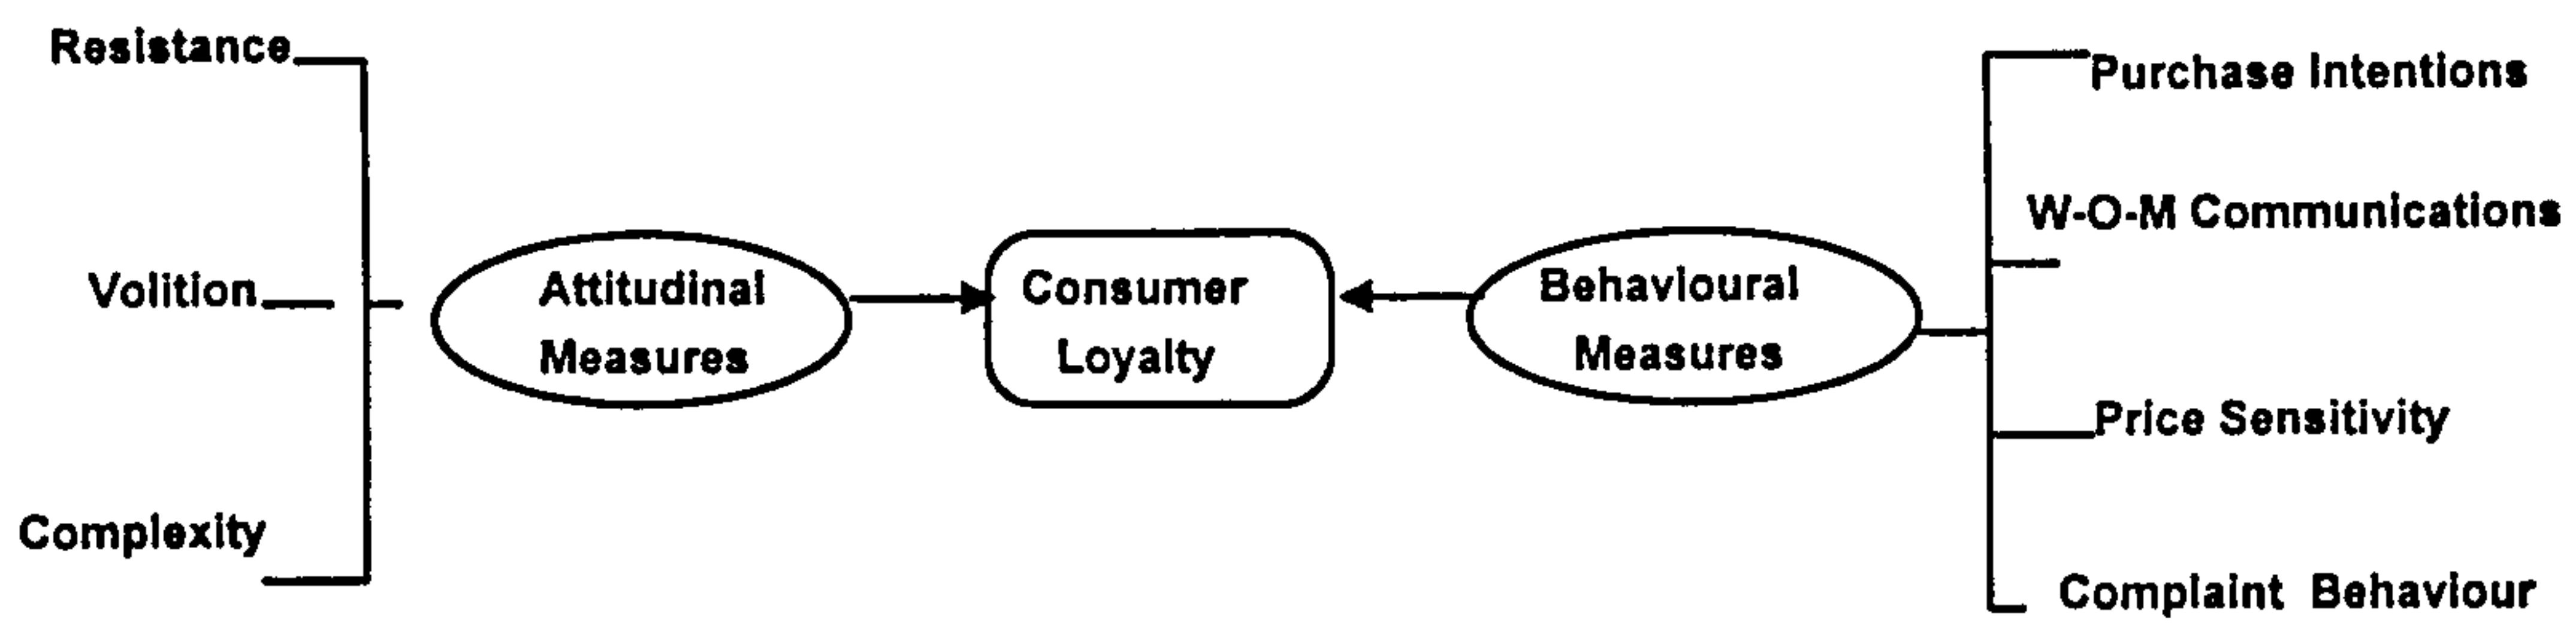 Resistance
Volition
Complexity
Attitudinal
Measures
Consumer
Loyalty
Behavioural
Measures
Purchase Intentions
W-O-M Communications
Price Sensitivity
Complaint Behaviour